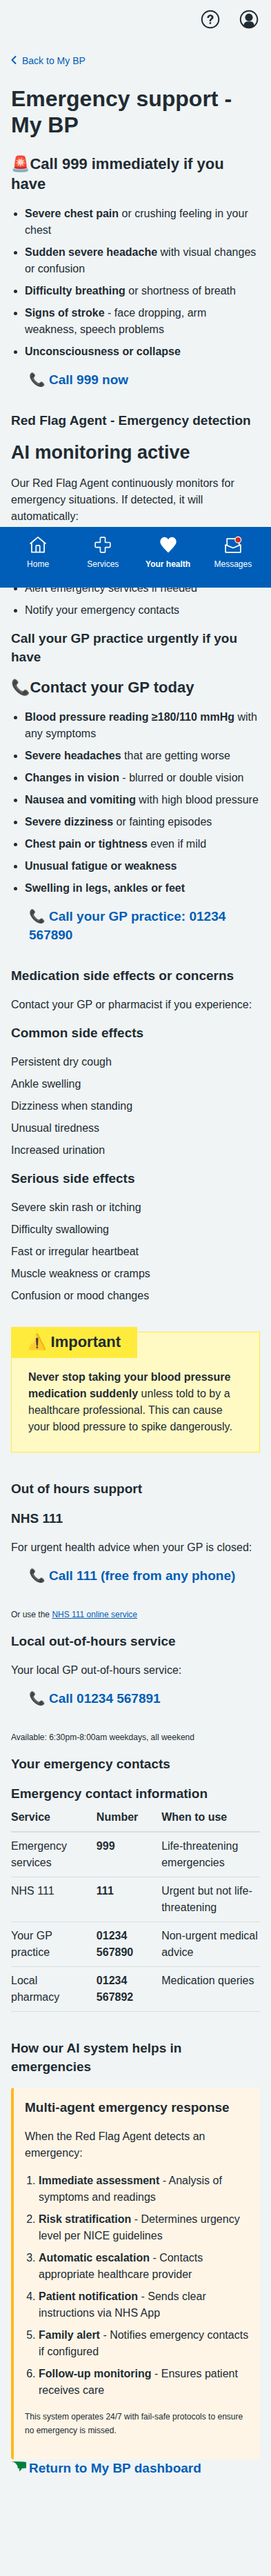 Back to My BP
Emergency support -
My BP
🚨Call 999 immediately if you
have
Severe chest pain or crushing feeling in your
chest
Sudden severe headache with visual changes
or confusion
Difficulty breathing or shortness of breath
Signs of stroke - face dropping, arm
weakness, speech problems
Unconsciousness or collapse
📞 Call 999 now
Red Flag Agent - Emergency detection
AI monitoring active
Our Red Flag Agent continuously monitors for
emergency situations. If detected, it will
automatically:
Home
Services
Your health
Messages
Alert emergency services if needed
Notify your emergency contacts
Call your GP practice urgently if you
have
📞Contact your GP today
Blood pressure reading ≥180/110 mmHg with
any symptoms
Severe headaches that are getting worse
Changes in vision - blurred or double vision
Nausea and vomiting with high blood pressure
Severe dizziness or fainting episodes
Chest pain or tightness even if mild
Unusual fatigue or weakness
Swelling in legs, ankles or feet
📞 Call your GP practice: 01234
567890
Medication side effects or concerns
Contact your GP or pharmacist if you experience:
Common side effects
Persistent dry cough
Ankle swelling
Dizziness when standing
Unusual tiredness
Increased urination
Serious side effects
Severe skin rash or itching
Difficulty swallowing
Fast or irregular heartbeat
Muscle weakness or cramps
Confusion or mood changes
⚠️ Important
Never stop taking your blood pressure
medication suddenly unless told to by a
healthcare professional. This can cause
your blood pressure to spike dangerously.
Out of hours support
NHS 111
For urgent health advice when your GP is closed:
📞 Call 111 (free from any phone)
Or use the NHS 111 online service
Local out-of-hours service
Your local GP out-of-hours service:
📞 Call 01234 567891
Available: 6:30pm-8:00am weekdays, all weekend
Your emergency contacts
Emergency contact information
Service Number When to use
Emergency 999 Life-threatening
services emergencies
NHS 111 111 Urgent but not life-
threatening
Your GP 01234 Non-urgent medical
practice 567890 advice
Local 01234 Medication queries
pharmacy 567892
How our AI system helps in
emergencies
Multi-agent emergency response
When the Red Flag Agent detects an
emergency:
1. Immediate assessment - Analysis of
symptoms and readings
2. Risk stratification - Determines urgency
level per NICE guidelines
3. Automatic escalation - Contacts
appropriate healthcare provider
4. Patient notification - Sends clear
instructions via NHS App
5. Family alert - Notifies emergency contacts
if configured
6. Follow-up monitoring - Ensures patient
receives care
This system operates 24/7 with fail-safe protocols to ensure
no emergency is missed.
Return to My BP dashboard